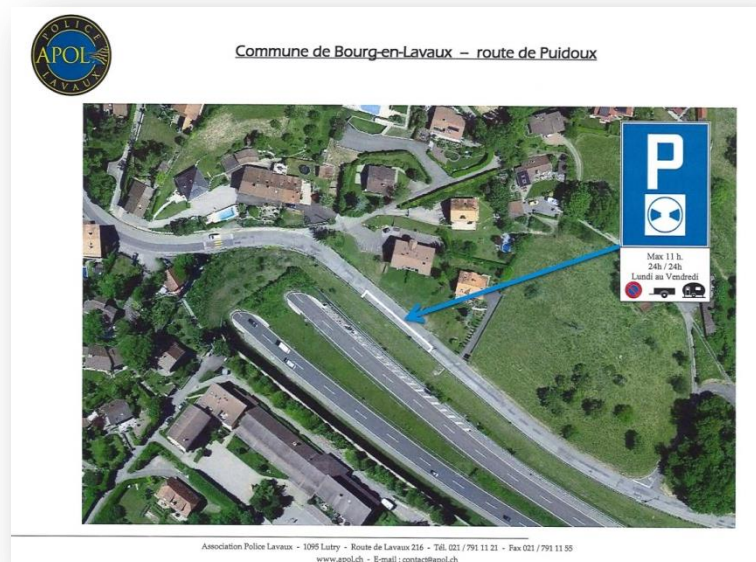 POLICE
APOL
LAVAUX
Commune de Bourg-en-Lavaux – route de Puidoux
P
Max 11 h.
24h / 24h
Lundi au Vendredi
Association Police Lavaux - 1095 Lutry - Route de Lavaux 216 - Tél. 021 / 791 11 21 - Fax 021 / 791 11 55
www.apol.ch - E-mail : contact@apol.ch